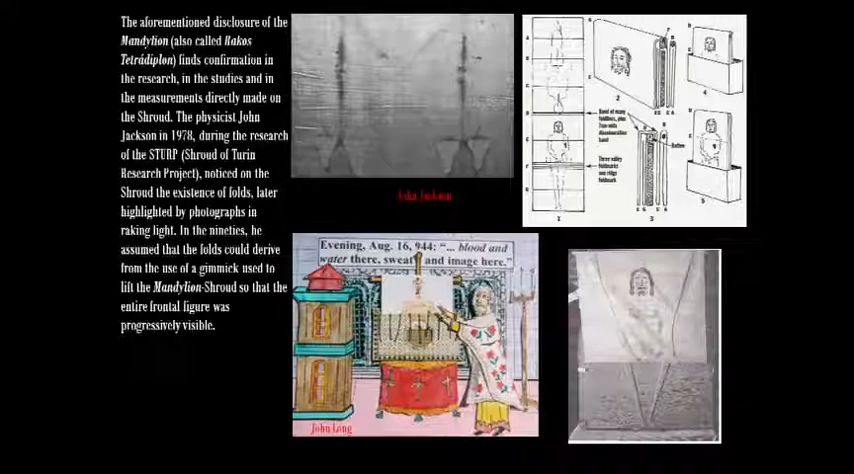 The aforementioned disclosure of the
Mandylion (also called Rakos
Tetrádiplon) finds confirmation in
the research, in the studies and in
the measurements directly made on
the Shroud. The physicist John
Jackson in 1978, during the research
of the STURP (Shroud of Turin
Research Project), noticed on the
Shroud the existence of folds, later
highlighted by photographs in
raking light. In the nineties, he
assumed that the folds could derive
from the use of a gimmick used to
lift the Mandylion-Shroud so that the
entire frontal figure was
progressively visible.
John Jackson
1
2
3
4
5
Evening, Aug. 16, 944: "... blood and
water there, sweat and image here."
John Long